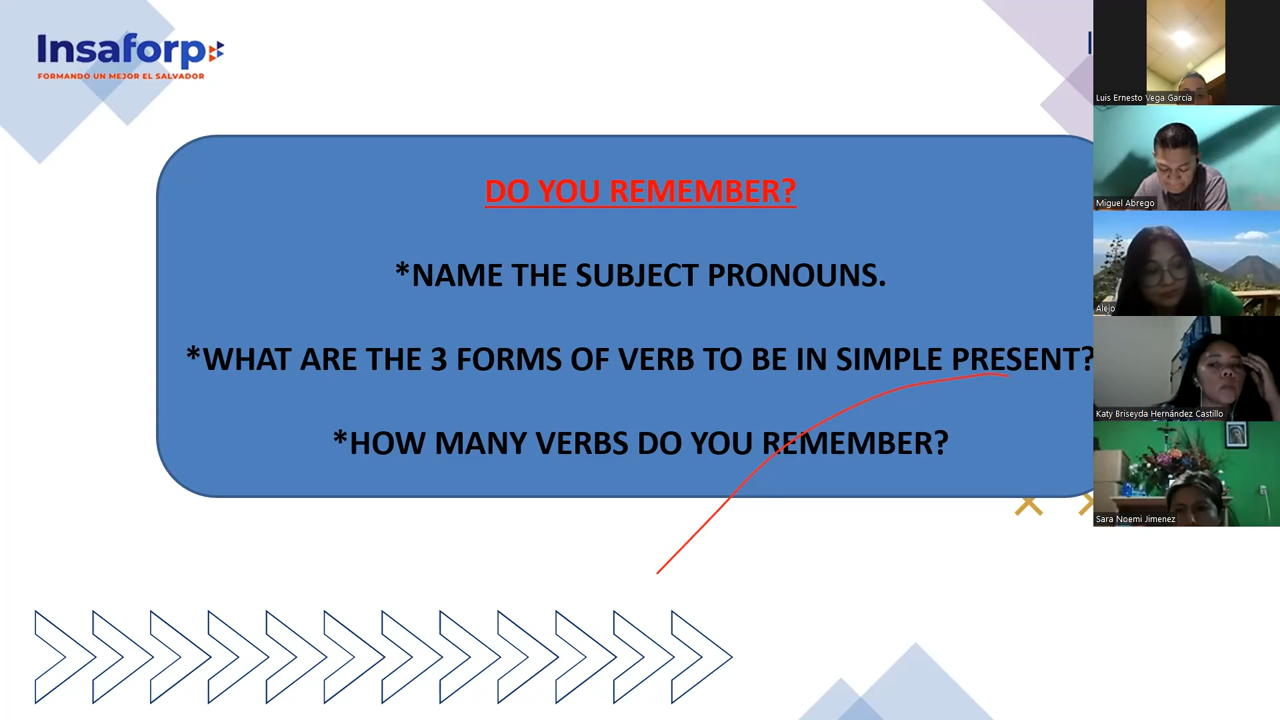 Insaforp
FORMANDO UN MEJOR EL SALVADOR
DO YOU REMEMBER?
*NAME THE SUBJECT PRONOUNS.
*WHAT ARE THE 3 FORMS OF VERB TO BE IN SIMPLE PRESENT?
*HOW MANY VERBS DO YOU REMEMBER?
Luis Ernesto Vega García
Miguel Abrego
Alejo
Katy Briseyda Hernández Castillo
Sara Noemi Jimenez